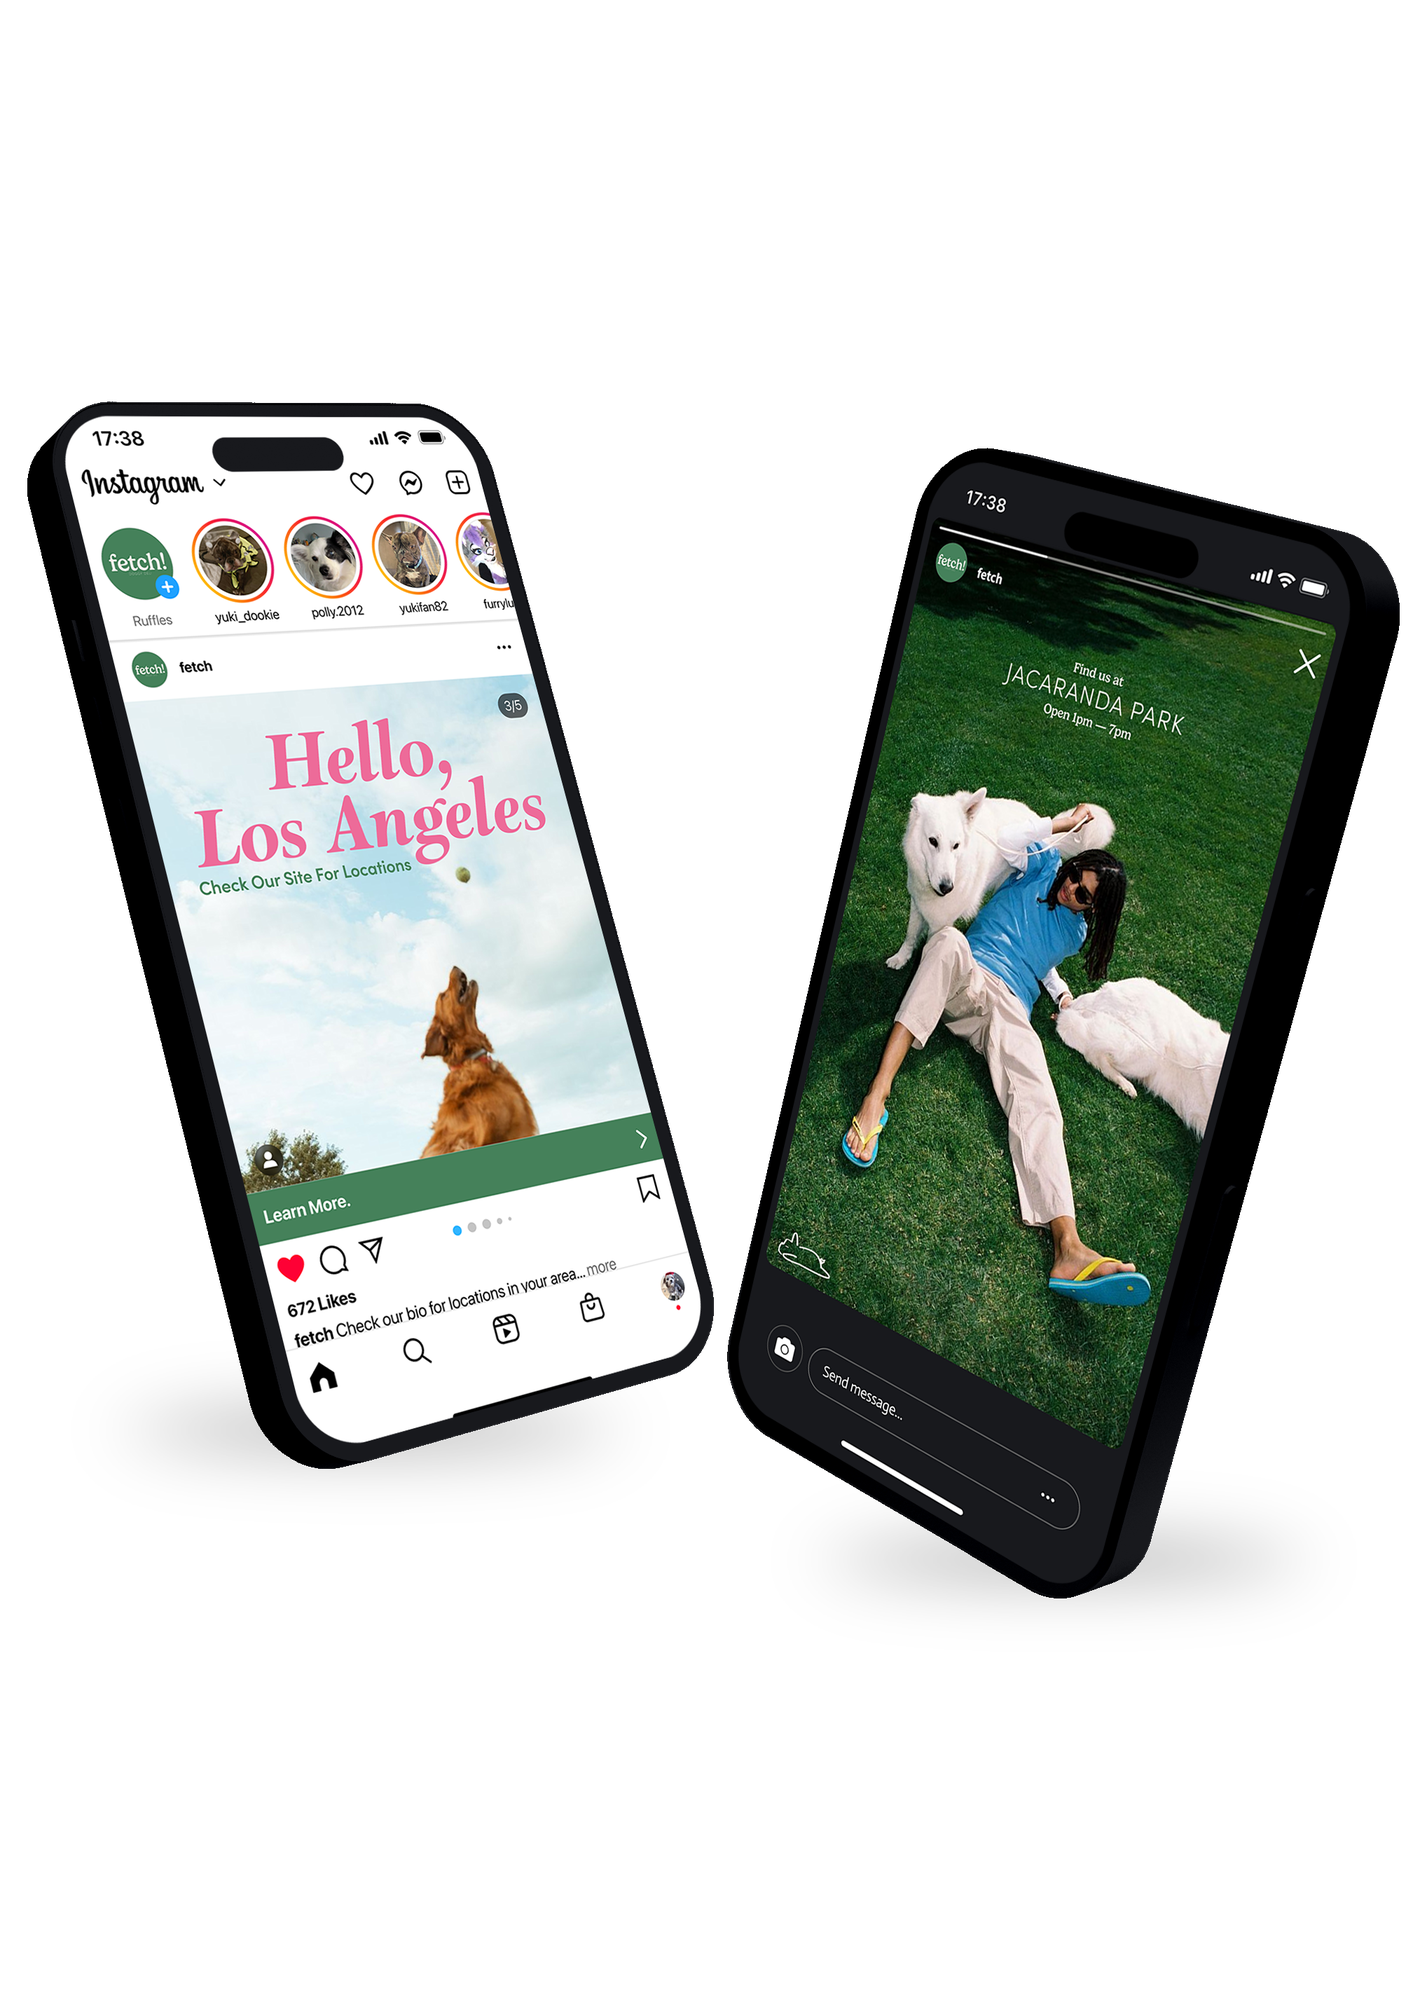 17:38
Instagram
fetch!
Ruffles
yuki_dookie
polly.2012
yukifan82
furrylu
fetch!
fetch
3/5
Hello,
Los Angeles
Check Our Site For Locations
Learn More.
672 Likes
fetch Check our bio for locations in your area... more
17:38
fetch!
fetch
Find us at
JACARANDA PARK
Open 1pm — 7pm
Send message...